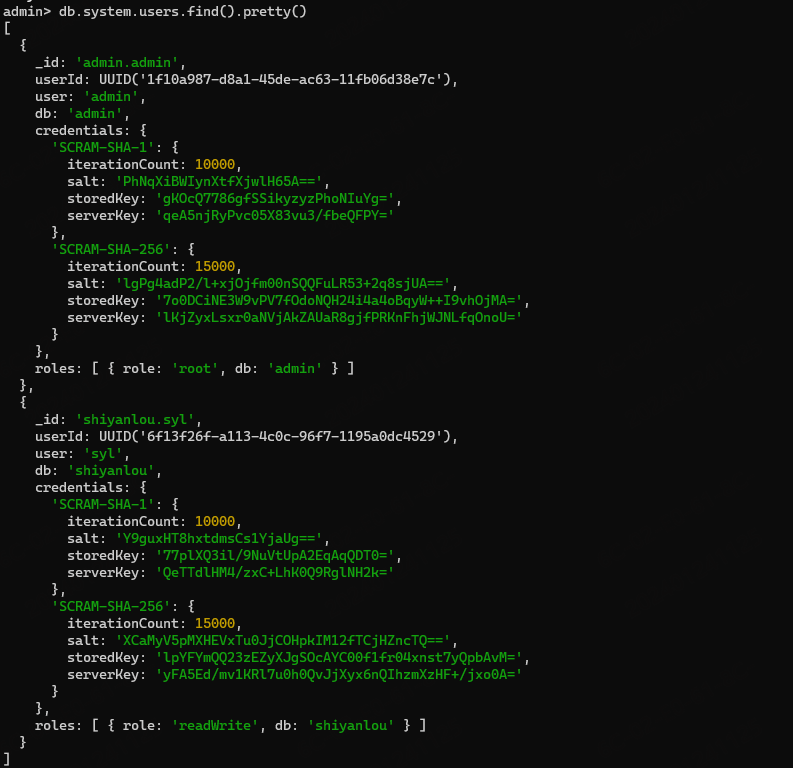 admin> db.system.users.find().pretty()
[
  {
    _id: 'admin.admin',
    userId: UUID('1f10a987-d8a1-45de-ac63-11fb06d38e7c'),
    user: 'admin',
    db: 'admin',
    credentials: {
      'SCRAM-SHA-1': {
        iterationCount: 10000,
        salt: 'PhNqXiBWIynXtfXjwlH65A==',
        storedKey: 'gKOcQ7786gfSSikyzyzPhoNIuYg=',
        serverKey: 'qeA5njRyPvc05X83vu3/fbeQFPY='
      },
      'SCRAM-SHA-256': {
        iterationCount: 15000,
        salt: 'lgPg4adP2/l+xjOjfm00nSQQFuLR53+2q8sjUA==',
        storedKey: '7o0DCiNE3W9vPV7fOdoNQH24i4a4oBqyW++I9vhOjMA=',
        serverKey: 'lKjZyxLsxr0aNVjAkZAUaR8gjfPRKnFhjWJNLfqOnoU='
      }
    },
    roles: [ { role: 'root', db: 'admin' } ]
  },
  {
    _id: 'shiyanlou.syl',
    userId: UUID('6f13f26f-a113-4c0c-96f7-1195a0dc4529'),
    user: 'syl',
    db: 'shiyanlou',
    credentials: {
      'SCRAM-SHA-1': {
        iterationCount: 10000,
        salt: 'Y9guxHT8hxtdmsCs1YjaUg==',
        storedKey: '77plXQ3il/9NuVtUpA2EqAqQDT0=',
        serverKey: 'QeTTdlHM4/zxC+LhK0Q9RglNH2k='
      },
      'SCRAM-SHA-256': {
        iterationCount: 15000,
        salt: 'XCaMyV5pMXHEVxTu0JjCOHpkIM12fTCjHZncTQ==',
        storedKey: 'lpYFYmQQ23zEZyXJgSOcAYC00f1fr04xnst7yQpbAvM=',
        serverKey: 'yFA5Ed/mv1KRl7u0h0QvJjXyx6nQIhzmXzHF+/jxo0A='
      }
    },
    roles: [ { role: 'readWrite', db: 'shiyanlou' } ]
  }
]